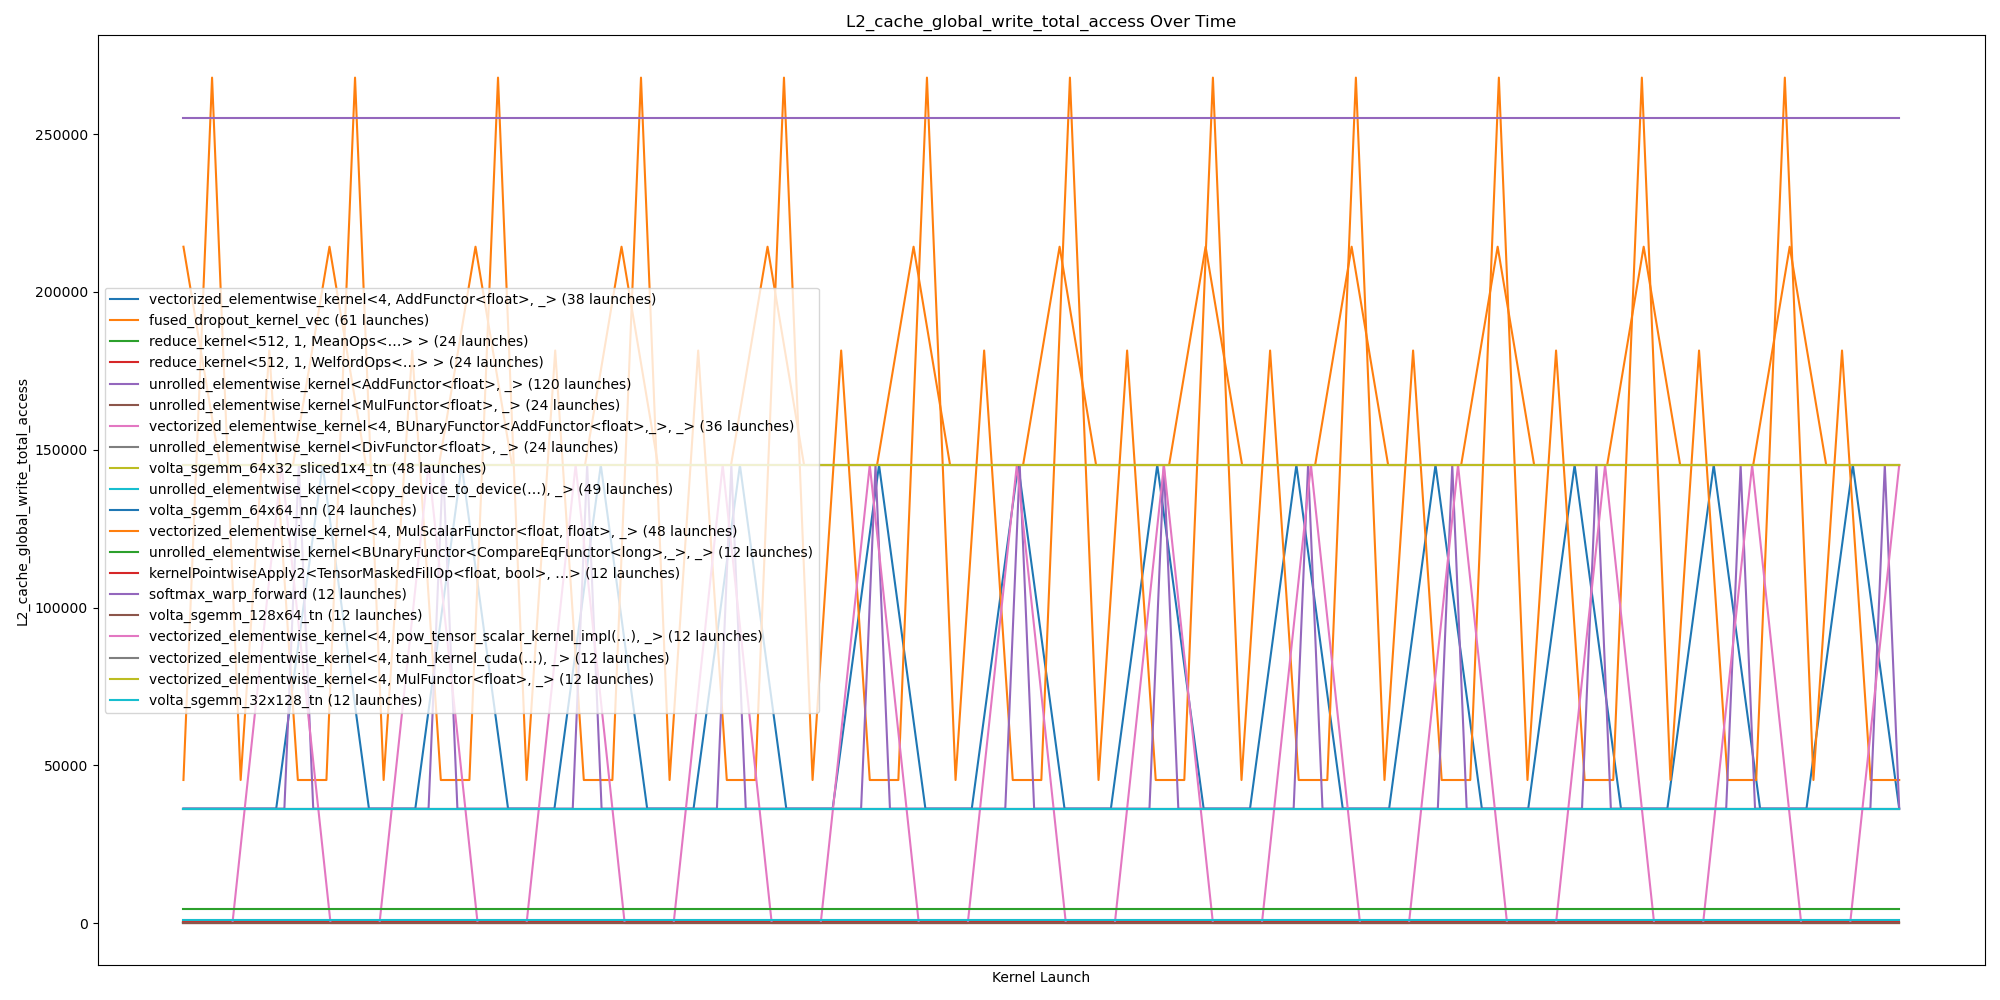 L2_cache_global_write_total_access Over Time
L2_cache_global_write_total_access
250000
200000
150000
100000
50000
0
vectorized_elementwise_kernel<4, AddFunctor<float>, _> (38 launches)
fused_dropout_kernel_vec (61 launches)
reduce_kernel<512, 1, MeanOps<...> > (24 launches)
reduce_kernel<512, 1, WelfordOps<...> > (24 launches)
unrolled_elementwise_kernel<AddFunctor<float>, _> (120 launches)
unrolled_elementwise_kernel<MulFunctor<float>, _> (24 launches)
vectorized_elementwise_kernel<4, BUnaryFunctor<AddFunctor<float>,_>, _> (36 launches)
unrolled_elementwise_kernel<DivFunctor<float>, _> (24 launches)
volta_sgemm_64x32_sliced1x4_tn (48 launches)
unrolled_elementwise_kernel<copy_device_to_device(...), _> (49 launches)
volta_sgemm_64x64_nn (24 launches)
vectorized_elementwise_kernel<4, MulScalarFunctor<float, float>, _> (48 launches)
unrolled_elementwise_kernel<BUnaryFunctor<CompareEqFunctor<long>,_>, _> (12 launches)
kernelPointwiseApply2<TensorMaskedFillOp<float, bool>, ...> (12 launches)
softmax_warp_forward (12 launches)
volta_sgemm_128x64_tn (12 launches)
vectorized_elementwise_kernel<4, pow_tensor_scalar_kernel_impl(...), _> (12 launches)
vectorized_elementwise_kernel<4, tanh_kernel_cuda(...), _> (12 launches)
vectorized_elementwise_kernel<4, MulFunctor<float>, _> (12 launches)
volta_sgemm_32x128_tn (12 launches)
Kernel Launch